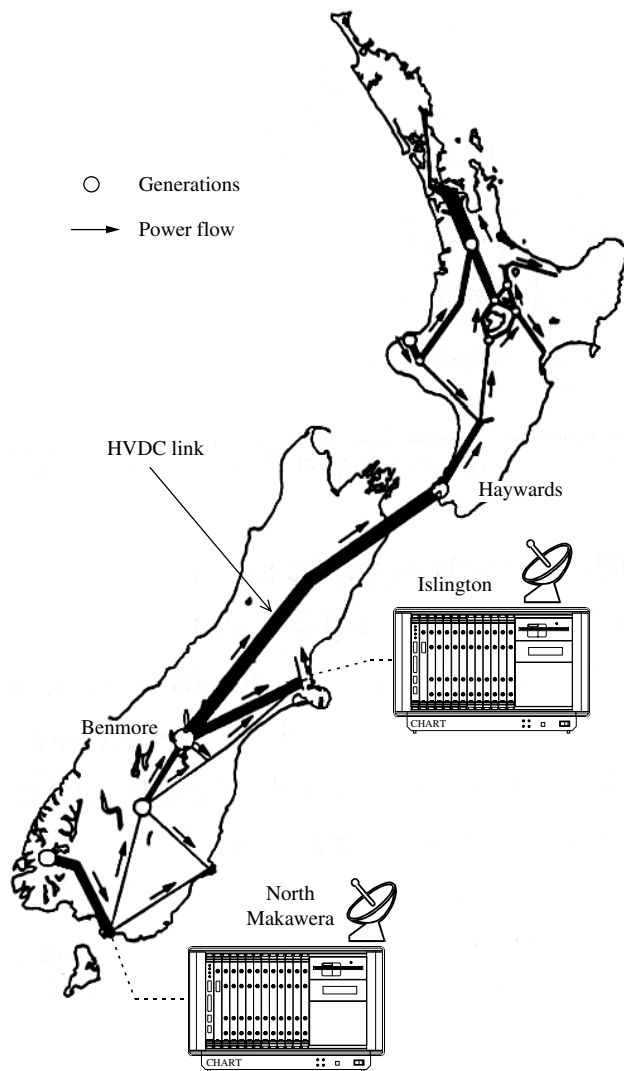 Generations
Power flow
HVDC link
Haywards
Islington
CHART
Benmore
North
Makawera
CHART